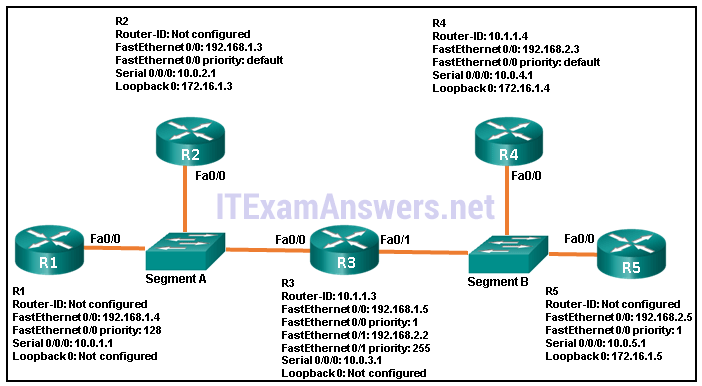 R2
Router-ID: Not configured
FastEthernet 0/0: 192.168.1.3
FastEthernet 0/0 priority: default
Serial 0/0/0: 10.0.2.1
Loopback 0: 172.16.1.3
R4
Router-ID: 10.1.1.4
FastEthernet 0/0: 192.168.2.3
FastEthernet 0/0 priority: default
Serial 0/0/0: 10.0.4.1
Loopback 0: 172.16.1.4
R2
Fa0/0
R4
Fa0/0
ITExamAnswers.net
R1
Fa0/0
Segment A
Fa0/0
R3
Fa0/1
Segment B
Fa0/0
R5
R1
Router-ID: Not configured
FastEthernet 0/0: 192.168.1.4
FastEthernet 0/0 priority: 128
Serial 0/0/0: 10.0.1.1
Loopback 0: Not configured
R3
Router-ID: 10.1.1.3
FastEthernet 0/0: 192.168.1.5
FastEthernet 0/0 priority: 1
FastEthernet 0/1: 192.168.2.2
FastEthernet 0/1 priority: 255
Serial 0/0/0: 10.0.3.1
Loopback 0: Not configured
R5
Router-ID: Not configured
FastEthernet 0/0: 192.168.2.5
FastEthernet 0/0 priority: 1
Serial 0/0/0: 10.0.5.1
Loopback 0: 172.16.1.5